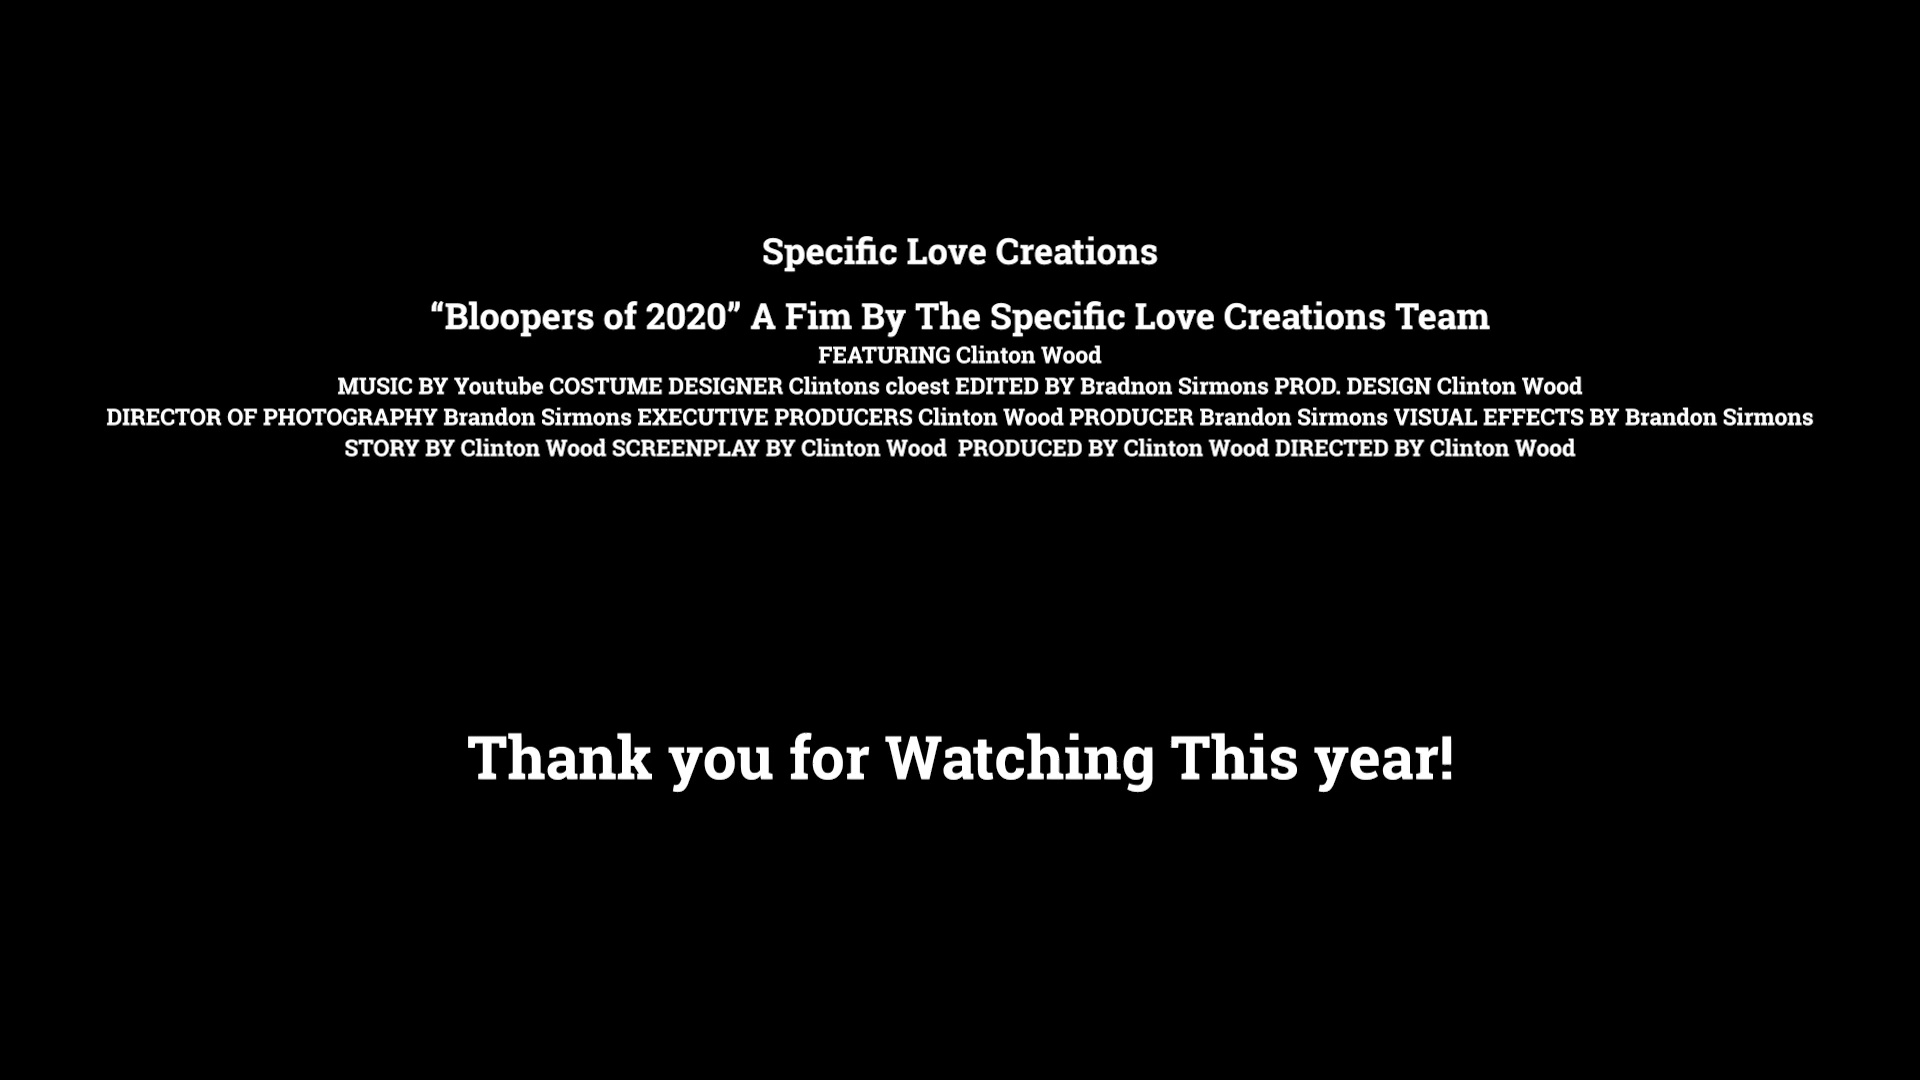 Specific Love Creations
“Bloopers of 2020” A Fim By The Specific Love Creations Team
FEATURING Clinton Wood
MUSIC BY Youtube COSTUME DESIGNER Clintons cloest EDITED BY Bradnon Sirmons PROD. DESIGN Clinton Wood
DIRECTOR OF PHOTOGRAPHY Brandon Sirmons EXECUTIVE PRODUCERS Clinton Wood PRODUCER Brandon Sirmons VISUAL EFFECTS BY Brandon Sirmons
STORY BY Clinton Wood SCREENPLAY BY Clinton Wood  PRODUCED BY Clinton Wood DIRECTED BY Clinton Wood
Thank you for Watching This year!